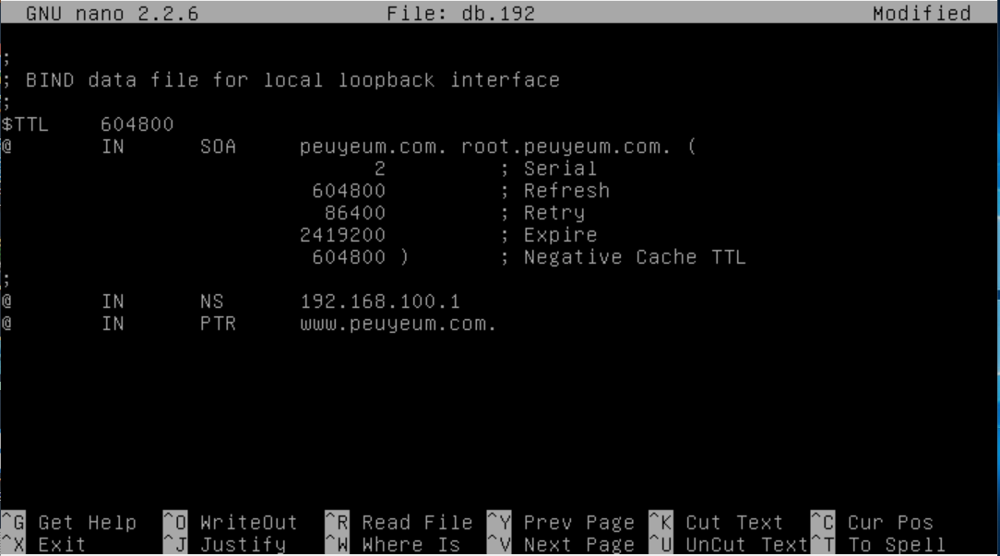 GNU nano 2.2.6 File: db.192 Modified
;
; BIND data file for local loopback interface
;
$TTL 604800
@ IN SOA peuyeum.com. root.peuyeum.com. (
2 ; Serial
604800 ; Refresh
86400 ; Retry
2419200 ; Expire
604800 ) ; Negative Cache TTL
;
@ IN NS 192.168.100.1
@ IN PTR www.peuyeum.com.
^G Get Help ^O WriteOut ^R Read File ^Y Prev Page ^K Cut Text ^C Cur Pos
^X Exit ^J Justify ^W Where Is ^V Next Page ^U UnCut Text ^T To Spell